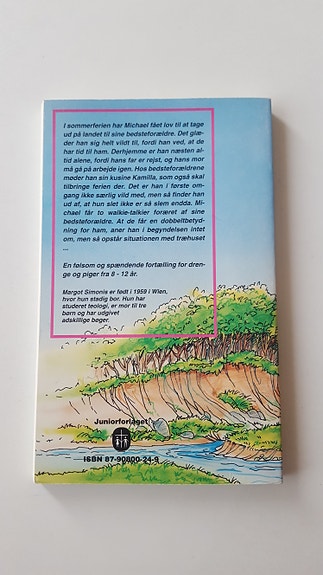 I sommerferien har Michael fået lov til at tage
ud på landet til sine bedsteforældre. Det glæ-
der han sig helt vildt til, fordi han ved, at de
har tid til ham. Derhjemme er han næsten al-
tid alene, fordi hans far er rejst, og hans mor
må gå på arbejde igen. Hos bedsteforældrene
møder han sin kusine Kamilla, som også skal
tilbringe ferien der. Det er han i første om-
gang ikke særlig vild med, men så finder han
ud af, at hun slet ikke er så slem endda. Mi-
chael får to walkie-talkier foræret af sine
bedsteforældre. At de får en dobbeltbetyd-
ning for ham, aner han i begyndelsen intet
om, men så opstår situationen med træhuset
...
En følsom og spændende fortælling for dren-
ge og piger fra 8 - 12 år.
Margot Simonis er født i 1959 i Wien,
hvor hun stadig bor. Hun har
studeret teologi, er mor til tre
børn og har udgivet
adskillige bøger.
Juniorforlaget
ISBN 87-90800-24-9